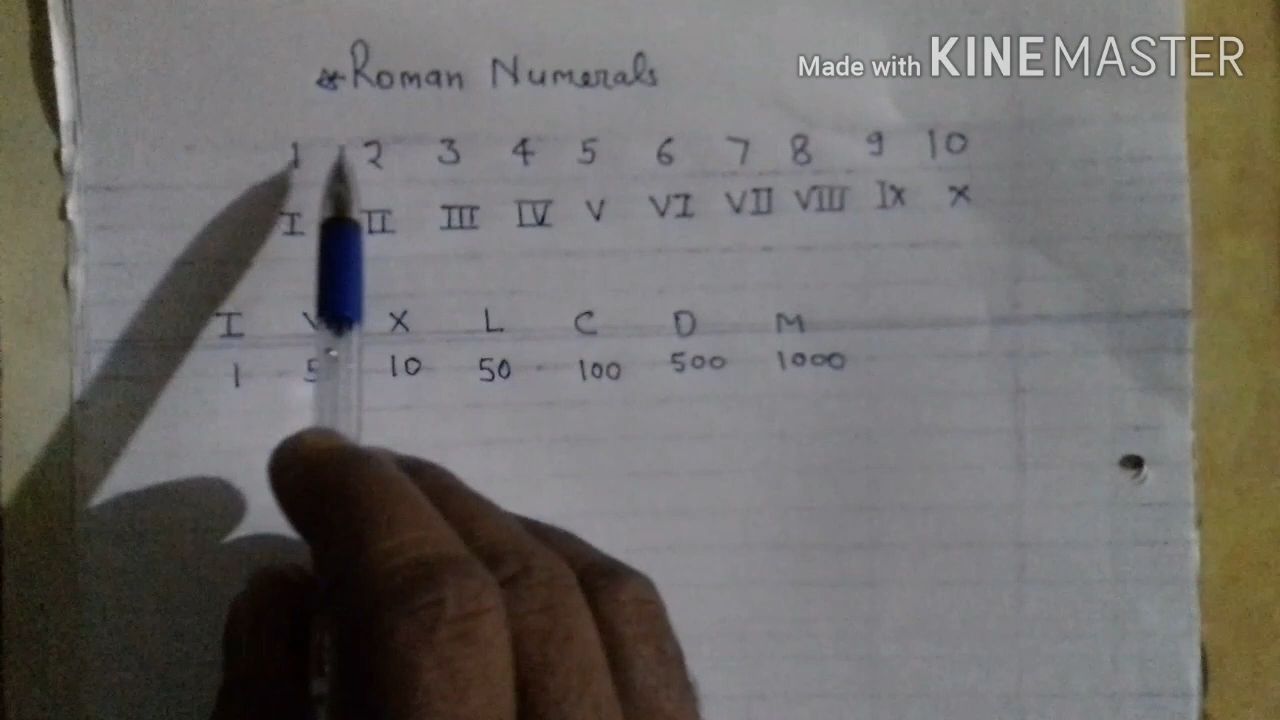 Made with KINEMASTER
*Roman Numerals
1 2 3 4 5 6 7 8 9 10
I II III IV V VI VII VIII IX X
I V X L C D M
1 5 10 50 100 500 1000